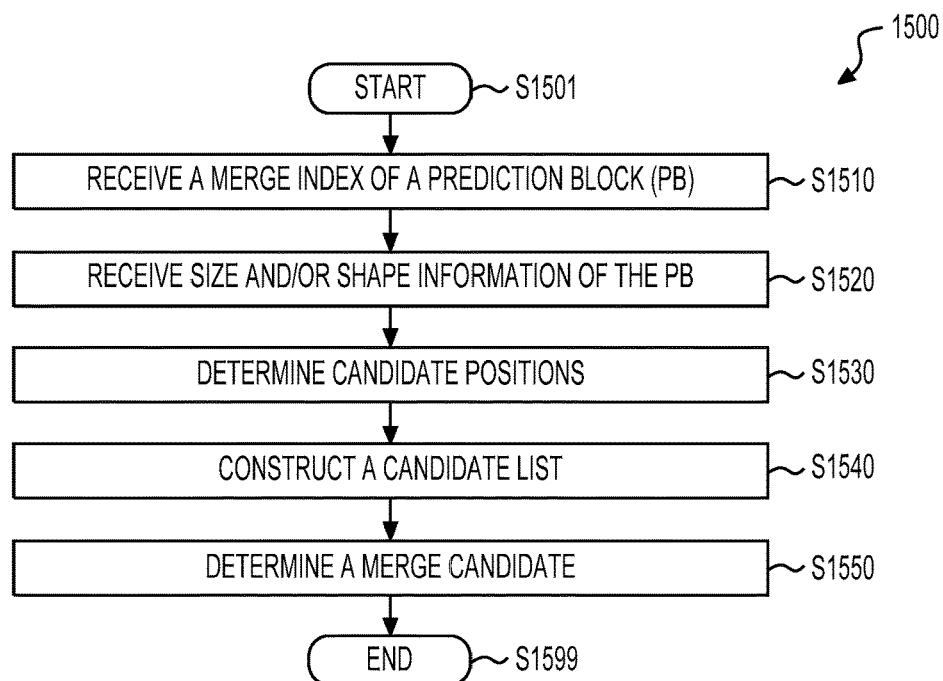 1500
START S1501
RECEIVE A MERGE INDEX OF A PREDICTION BLOCK (PB) S1510
RECEIVE SIZE AND/OR SHAPE INFORMATION OF THE PB S1520
DETERMINE CANDIDATE POSITIONS S1530
CONSTRUCT A CANDIDATE LIST S1540
DETERMINE A MERGE CANDIDATE S1550
END S1599